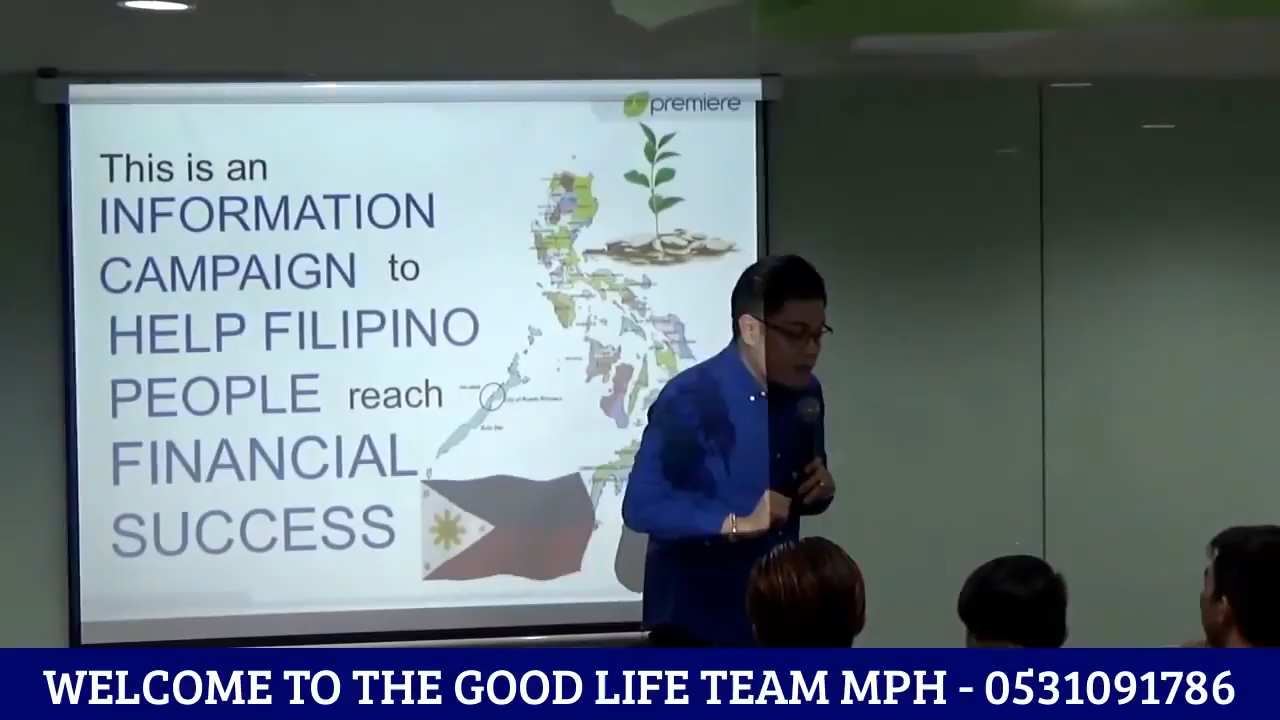 premiere
This is an
INFORMATION
CAMPAIGN to
HELP FILIPINO
PEOPLE reach
FINANCIAL
SUCCESS
WELCOME TO THE GOOD LIFE TEAM MPH - 0531091786